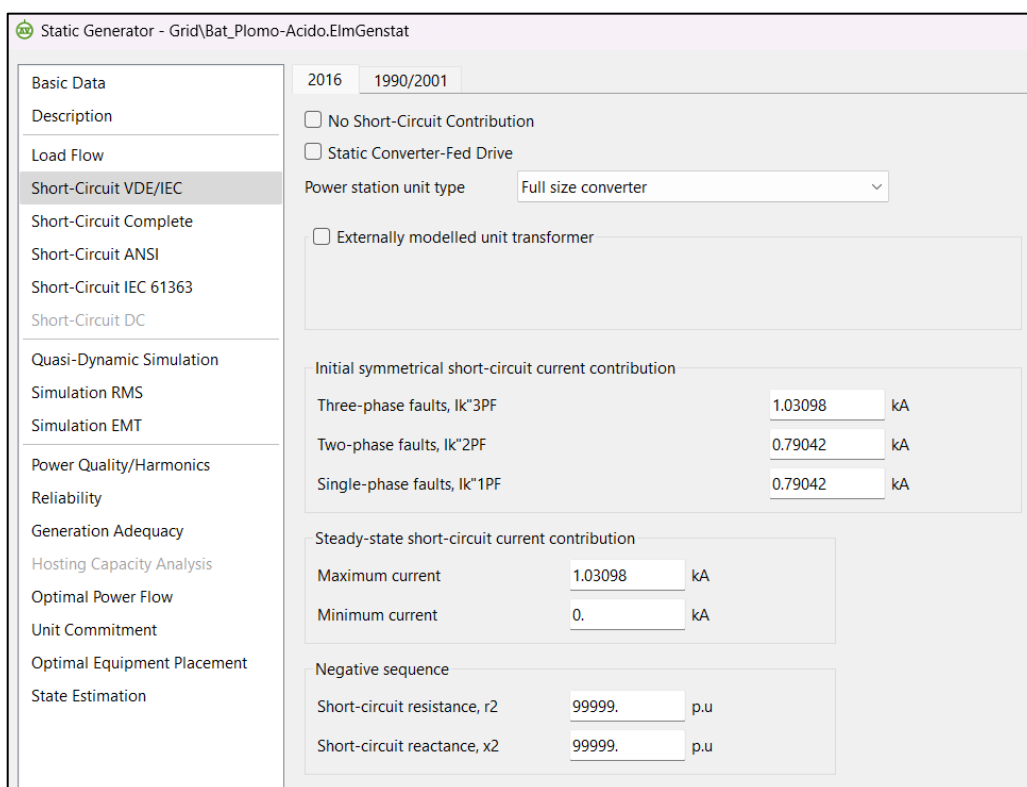 Static Generator - Grid\Bat_Plomo-Acido.ElmGenstat
Basic Data
Description
Load Flow
Short-Circuit VDE/IEC
Short-Circuit Complete
Short-Circuit ANSI
Short-Circuit IEC 61363
Short-Circuit DC
Quasi-Dynamic Simulation
Simulation RMS
Simulation EMT
Power Quality/Harmonics
Reliability
Generation Adequacy
Hosting Capacity Analysis
Optimal Power Flow
Unit Commitment
Optimal Equipment Placement
State Estimation
2016 1990/2001
No Short-Circuit Contribution
Static Converter-Fed Drive
Power station unit type Full size converter
Externally modelled unit transformer
Initial symmetrical short-circuit current contribution
Three-phase faults, Ik"3PF 1.03098 kA
Two-phase faults, Ik"2PF 0.79042 kA
Single-phase faults, Ik"1PF 0.79042 kA
Steady-state short-circuit current contribution
Maximum current 1.03098 kA
Minimum current 0. kA
Negative sequence
Short-circuit resistance, r2 99999. p.u
Short-circuit reactance, x2 99999. p.u